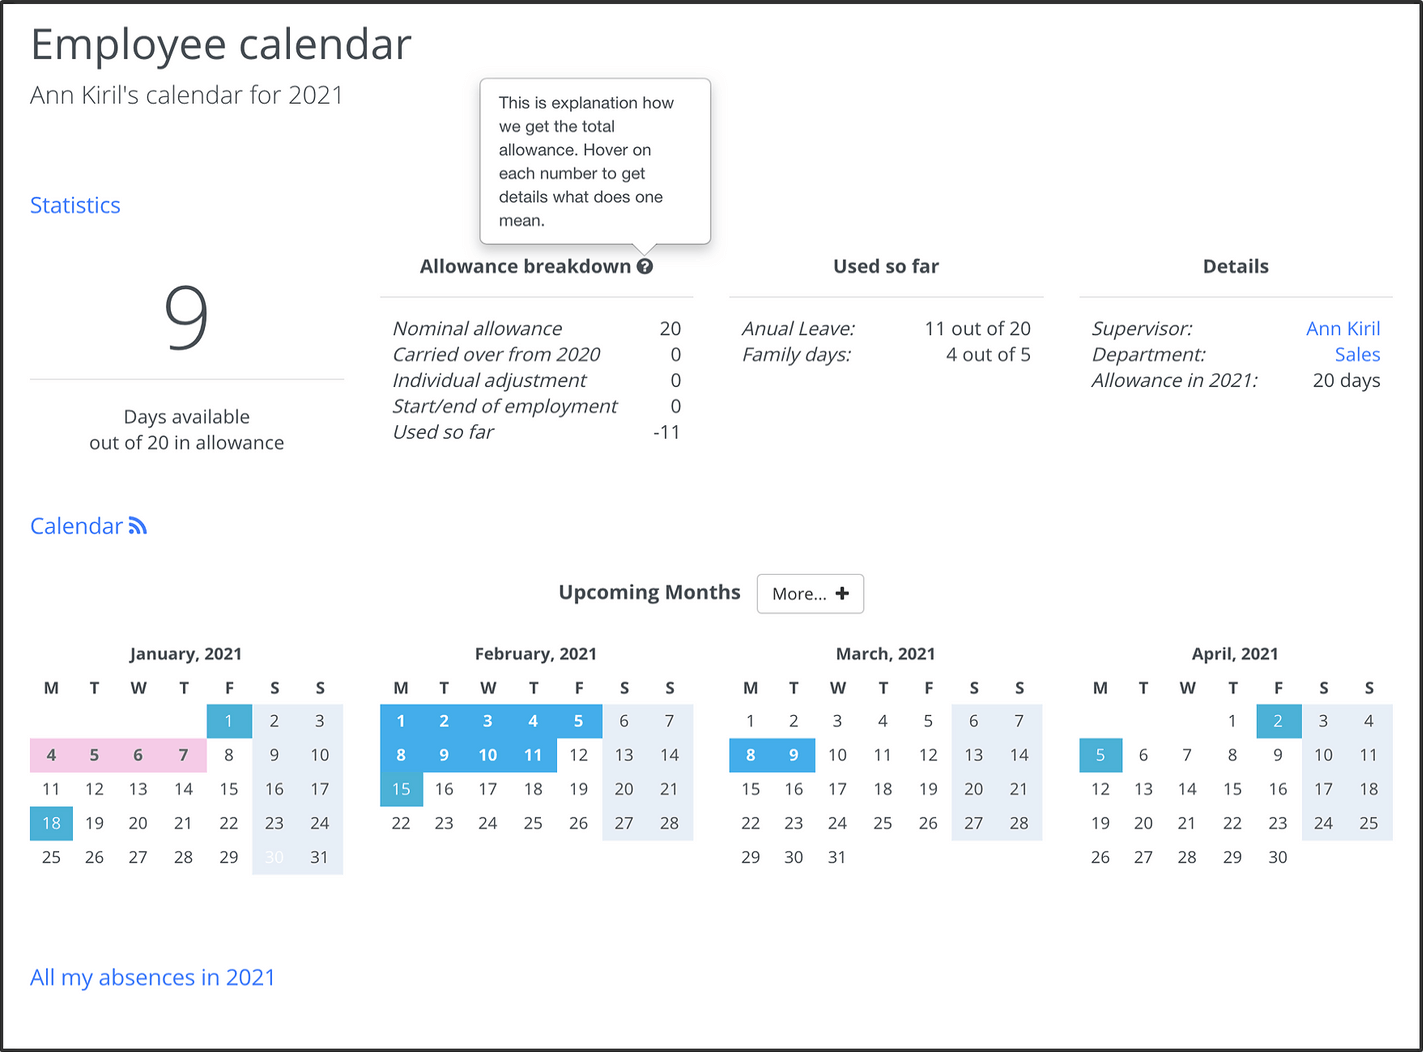 Employee calendar
Ann Kiril's calendar for 2021
This is explanation how
we get the total
allowance. Hover on
each number to get
details what does one
mean.
Statistics
9
Days available
out of 20 in allowance
Allowance breakdown ?
Nominal allowance 20
Carried over from 2020 0
Individual adjustment 0
Start/end of employment 0
Used so far -11
Used so far
Anual Leave: 11 out of 20
Family days: 4 out of 5
Details
Supervisor: Ann Kiril
Department: Sales
Allowance in 2021: 20 days
Calendar
Upcoming Months More... +
January, 2021
M T W T F S S
1 2 3
4 5 6 7 8 9 10
11 12 13 14 15 16 17
18 19 20 21 22 23 24
25 26 27 28 29 30 31
February, 2021
M T W T F S S
1 2 3 4 5 6 7
8 9 10 11 12 13 14
15 16 17 18 19 20 21
22 23 24 25 26 27 28
March, 2021
M T W T F S S
1 2 3 4 5 6 7
8 9 10 11 12 13 14
15 16 17 18 19 20 21
22 23 24 25 26 27 28
29 30 31
April, 2021
M T W T F S S
1 2 3 4
5 6 7 8 9 10 11
12 13 14 15 16 17 18
19 20 21 22 23 24 25
26 27 28 29 30
All my absences in 2021